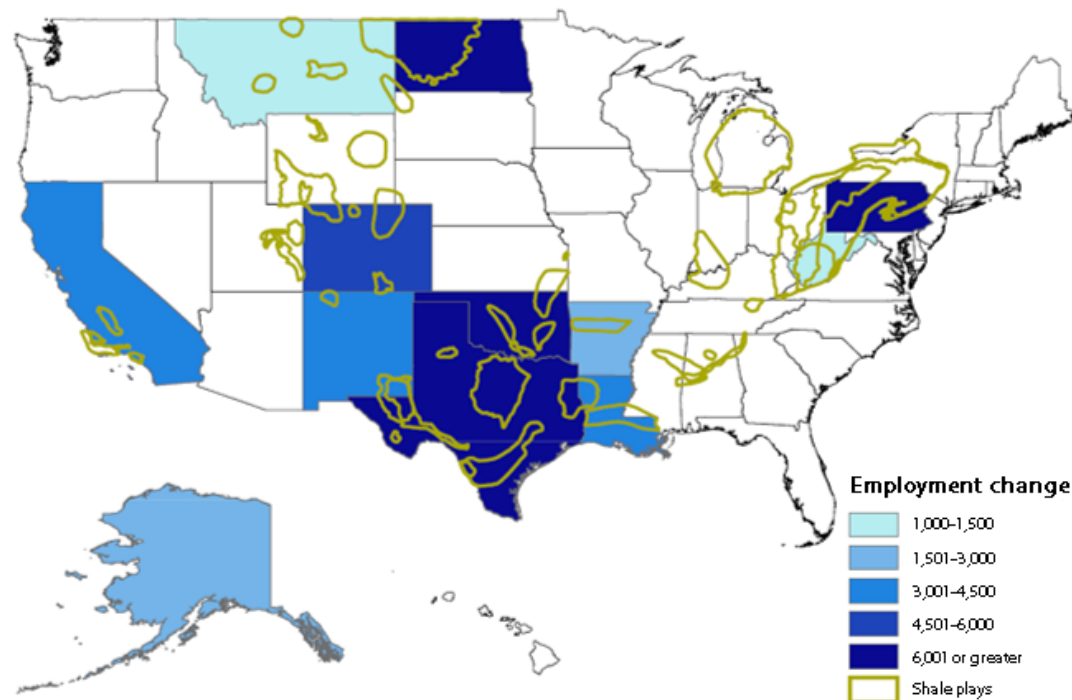 Employment change
1,000–1,500
1,501–3,000
3,001–4,500
4,501–6,000
6,001 or greater
Shale plays